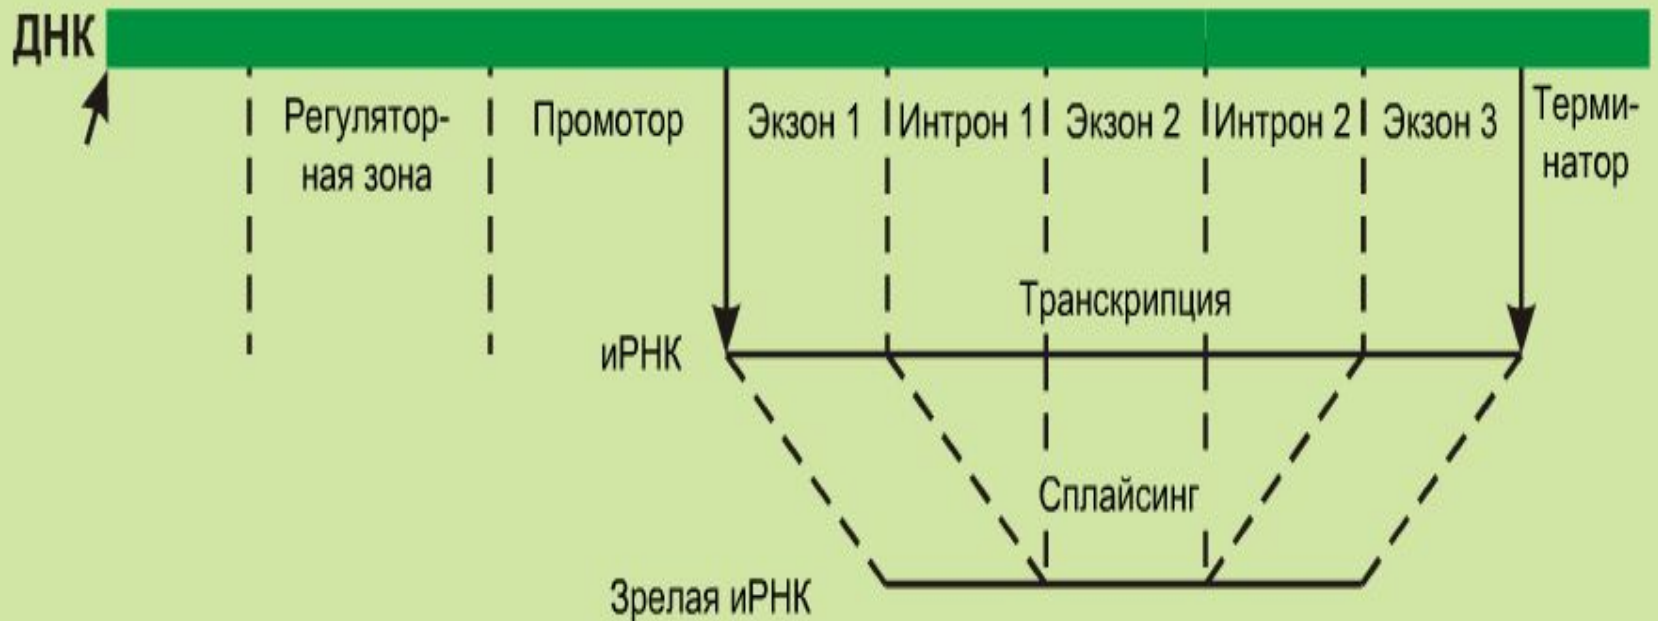 ДНК
Регулятор-
ная зона
Промотор
Экзон 1
Интрон 1
Экзон 2
Интрон 2
Экзон 3
Терми-
натор
Транскрипция
иРНК
Сплайсинг
Зрелая иРНК